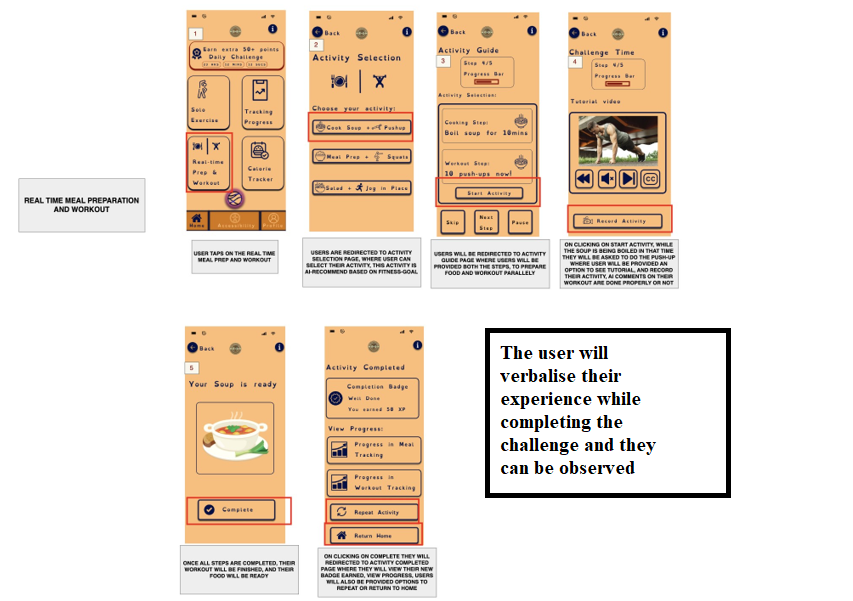 REAL TIME MEAL PREPARATION
AND WORKOUT
1
Earn extra 50+ points
Daily Challenge
Solo
Exercise
Tracking
Progress
Real-time
Prep &
Workout
Calorie
Tracker
Home
Accessibility
Profile
USER TAPS ON THE REAL TIME
MEAL PREP AND WORKOUT
Back
2
Activity Selection
Choose your activity:
Cook Soup + Pushup
Meal Prep + Squats
Salad + Jog in Place
USERS ARE REDIRECTED TO ACTIVITY
SELECTION PAGE, WHERE USER CAN
SELECT THEIR ACTIVITY, THIS ACTIVITY IS
AI-RECOMMEND BASED ON FITNESS-GOAL
Back
Activity Guide
3
Step 4/5
Progress Bar
Activity Selection:
Cooking Step:
Boil soup for 10mins
Workout Step:
10 push-ups now!
Start Activity
Skip
Next
Step
Pause
USERS WILL BE REDIRECTED TO ACTIVITY
GUIDE PAGE WHERE USERS WILL BE
PROVIDED BOTH THE STEPS, TO PREPARE
FOOD AND WORKOUT PARALLELY
Back
Challenge Time
4
Step 4/5
Progress Bar
Tutorial video
CC
Record Activity
ON CLICKING ON START ACTIVITY, WHILE
THE SOUP IS BEING BOILED IN THAT TIME
THEY WILL BE ASKED TO DO THE PUSH-UP
WHERE USER WILL BE PROVIDED AN
OPTION TO SEE TUTORIAL, AND RECORD
THEIR ACTIVITY, AI COMMENTS ON THEIR
WORKOUT ARE DONE PROPERLY OR NOT
Back
5
Your Soup is ready
Complete
ONCE ALL STEPS ARE COMPLETED, THEIR
WORKOUT WILL BE FINISHED, AND THEIR
FOOD WILL BE READY
Back
Activity Completed
Completion Badge
Well Done
You earned 50 XP
View Progress:
Progress in Meal
Tracking
Progress in
Workout Tracking
Repeat Activity
Return Home
ON CLICKING ON COMPLETE THEY WILL
REDIRECTED TO ACTIVITY COMPLETED
PAGE WHERE THEY WILL VIEW THEIR NEW
BADGE EARNED, VIEW PROGRESS, USERS
WILL ALSO BE PROVIDED OPTIONS TO
REPEAT OR RETURN TO HOME
The user will
verbalise their
experience while
completing the
challenge and they
can be observed